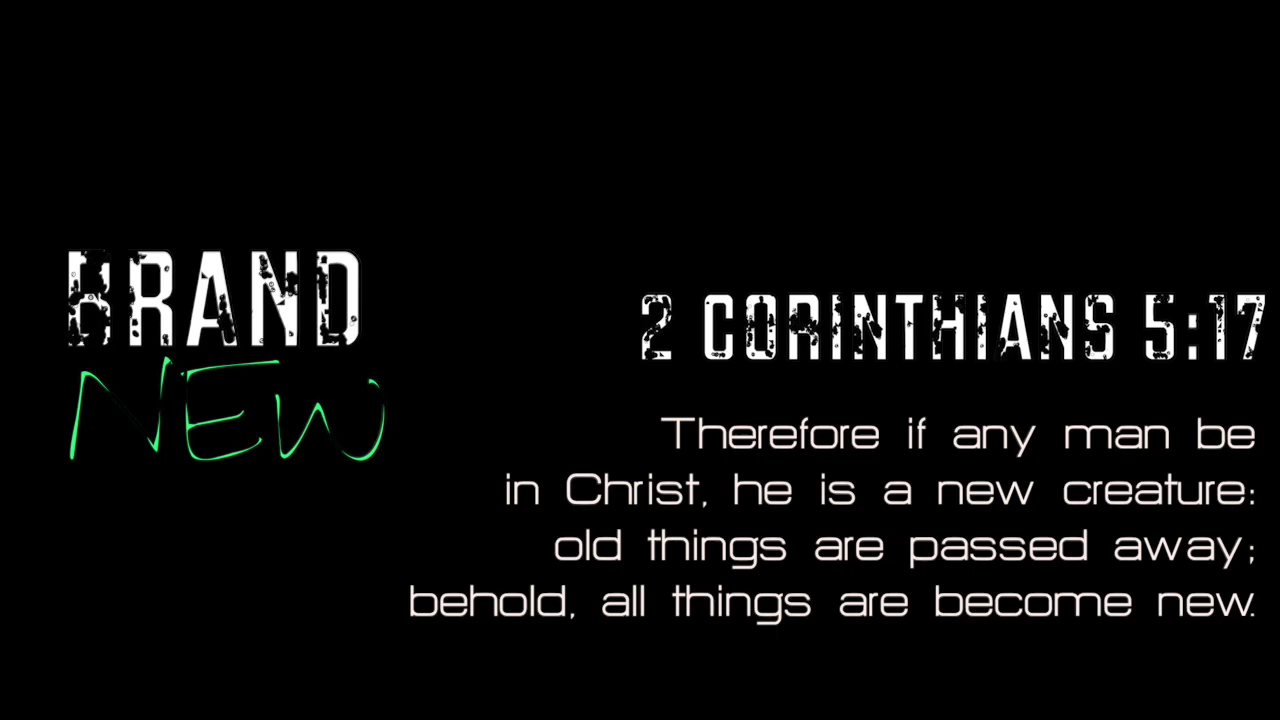 BRAND
NEW
2 CORINTHIANS 5:17
Therefore if any man be
in Christ, he is a new creature:
old things are passed away;
behold, all things are become new.